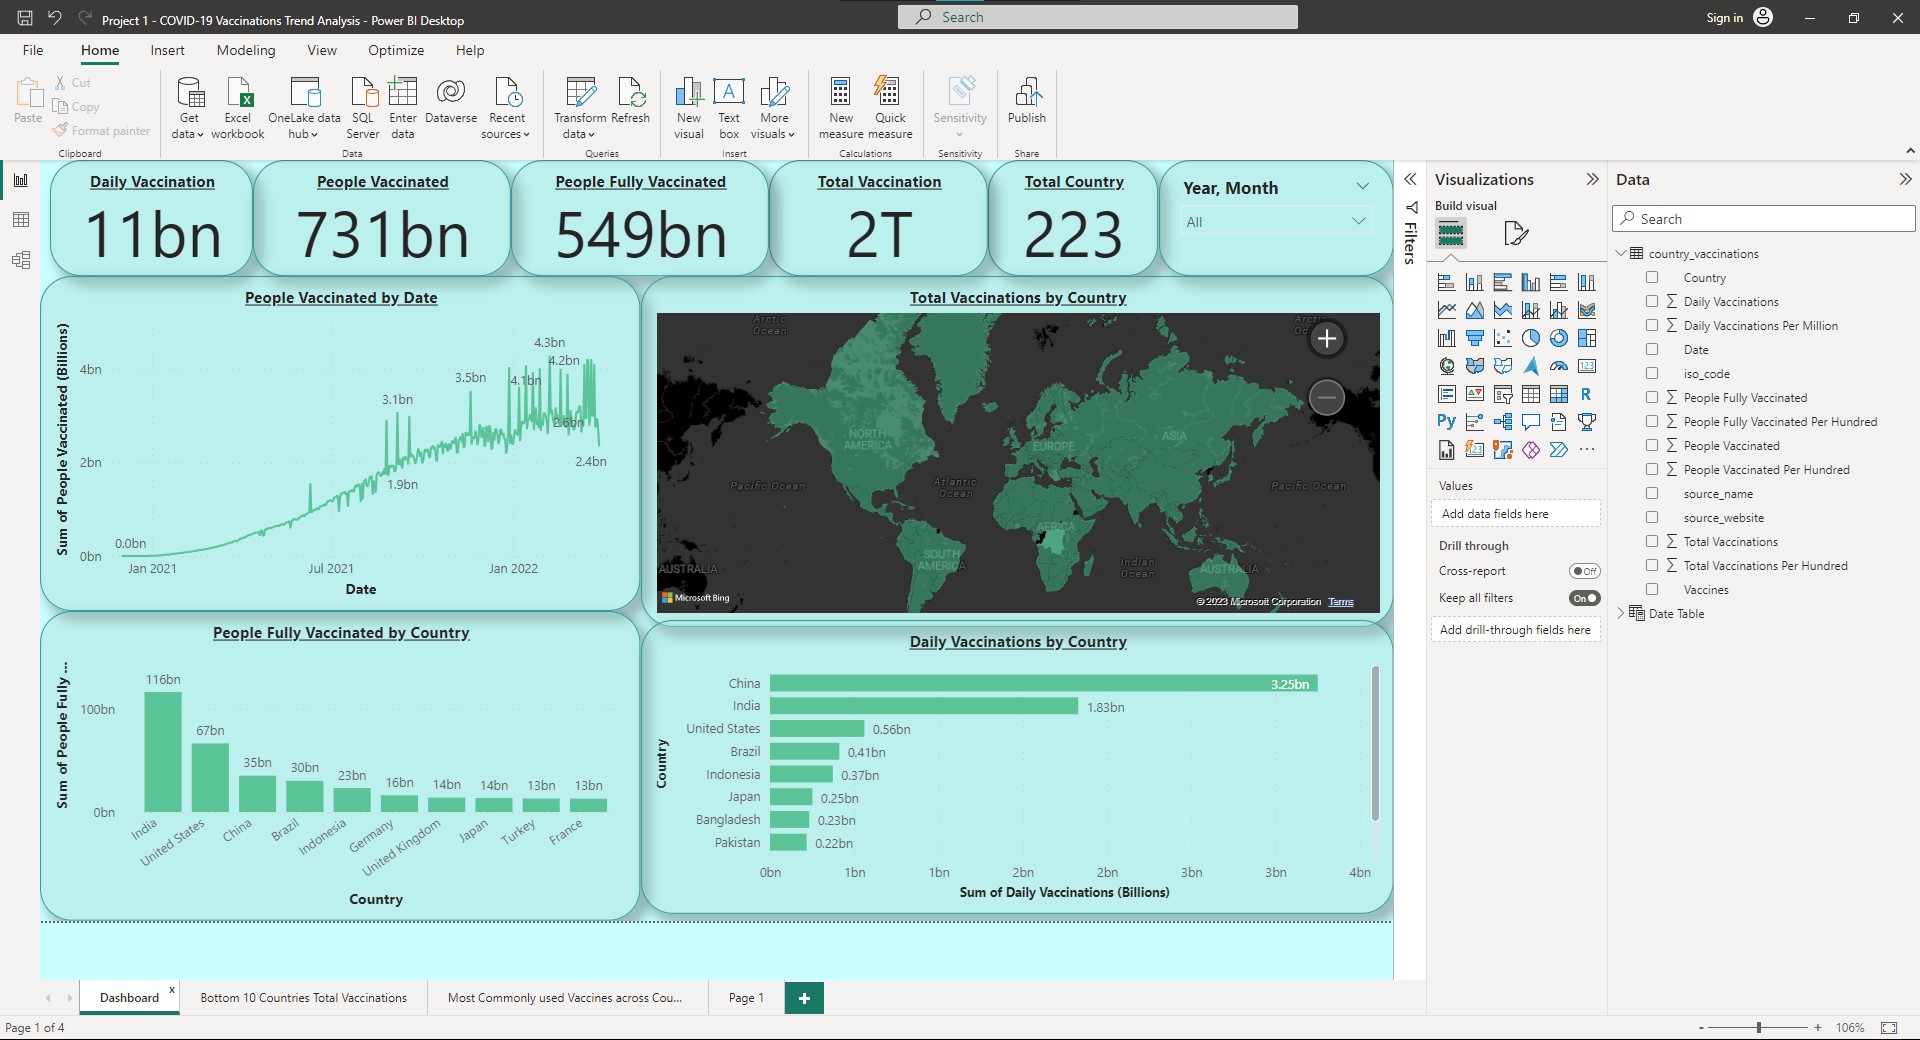 Project 1 - COVID-19 Vaccinations Trend Analysis - Power BI Desktop
Search
Sign in
File Home Insert Modeling View Optimize Help
Paste
Cut
Copy
Format painter
Clipboard
Get data
Excel workbook
OneLake data hub
SQL Server
Enter data
Dataverse
Recent sources
Data
Transform data
Refresh
Queries
New visual
Text box
More visuals
Insert
New measure
Quick measure
Calculations
Sensitivity
Sensitivity
Publish
Share
Daily Vaccination
11bn
People Vaccinated
731bn
People Fully Vaccinated
549bn
Total Vaccination
2T
Total Country
223
Year, Month
All
People Vaccinated by Date
Sum of People Vaccinated (Billions)
4bn
2bn
0bn
0.0bn
3.1bn
1.9bn
3.5bn
4.1bn
4.3bn
4.2bn
2.6bn
2.4bn
Jan 2021
Jul 2021
Jan 2022
Date
Total Vaccinations by Country
Arctic Ocean
NORTH AMERICA
EUROPE
ASIA
Pacific Ocean
Atlantic Ocean
Pacific Ocean
AFRICA
SOUTH AMERICA
Indian Ocean
AUSTRALIA
AUSTRALIA
Microsoft Bing
© 2023 Microsoft Corporation Terms
People Fully Vaccinated by Country
Sum of People Fully ...
100bn
0bn
116bn
67bn
35bn
30bn
23bn
16bn
14bn
14bn
13bn
13bn
India
United States
China
Brazil
Indonesia
Germany
United Kingdom
Japan
Turkey
France
Country
Daily Vaccinations by Country
Country
China 3.25bn
India 1.83bn
United States 0.56bn
Brazil 0.41bn
Indonesia 0.37bn
Japan 0.25bn
Bangladesh 0.23bn
Pakistan 0.22bn
0bn 1bn 1bn 2bn 2bn 3bn 3bn 4bn
Sum of Daily Vaccinations (Billions)
Filters
Visualizations
Build visual
123
R
Py
123
...
Values
Add data fields here
Drill through
Cross-report
Off
Keep all filters
On
Add drill-through fields here
Data
Search
country_vaccinations
Country
Σ Daily Vaccinations
Σ Daily Vaccinations Per Million
Date
iso_code
Σ People Fully Vaccinated
Σ People Fully Vaccinated Per Hundred
Σ People Vaccinated
Σ People Vaccinated Per Hundred
source_name
source_website
Σ Total Vaccinations
Σ Total Vaccinations Per Hundred
Vaccines
Date Table
Dashboard x
Bottom 10 Countries Total Vaccinations
Most Commonly used Vaccines across Cou...
Page 1
+
Page 1 of 4
- + 106%